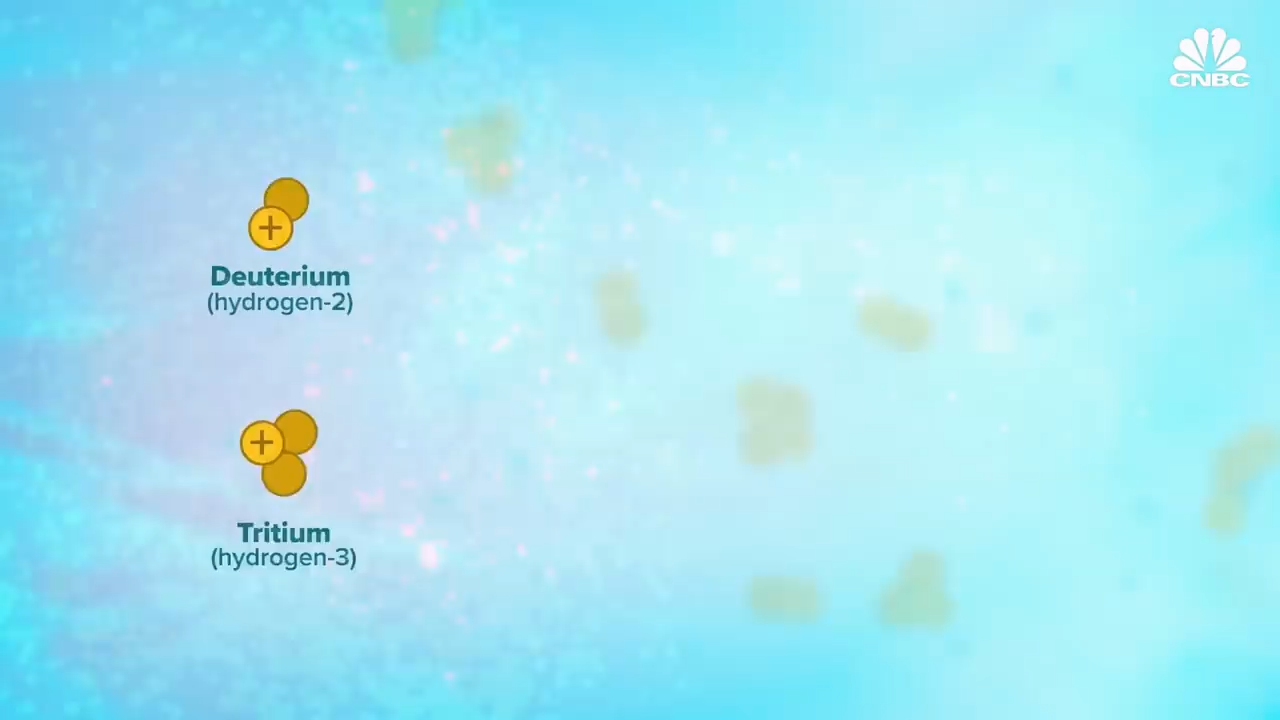 CNBC
Deuterium
(hydrogen-2)
Tritium
(hydrogen-3)